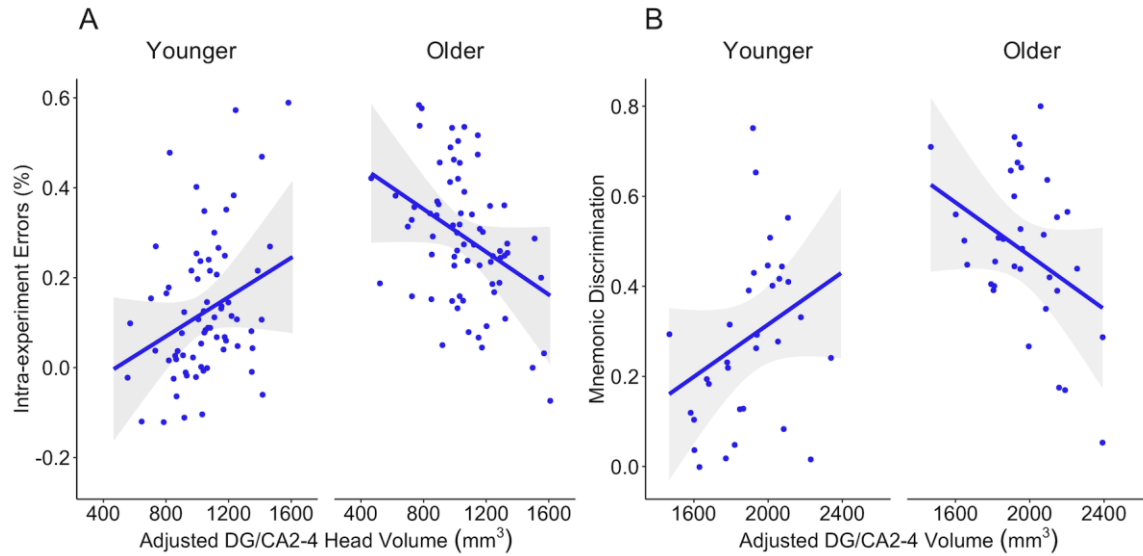 A
B
Younger
Older
Younger
Older
Intra-experiment Errors (%)
0.6
0.4
0.2
0.0
-0.2
400 800 1200 1600
400 800 1200 1600
Adjusted DG/CA2-4 Head Volume (mm³)
Mnemonic Discrimination
0.8
0.6
0.4
0.2
0.0
1600 2000 2400
1600 2000 2400
Adjusted DG/CA2-4 Volume (mm³)